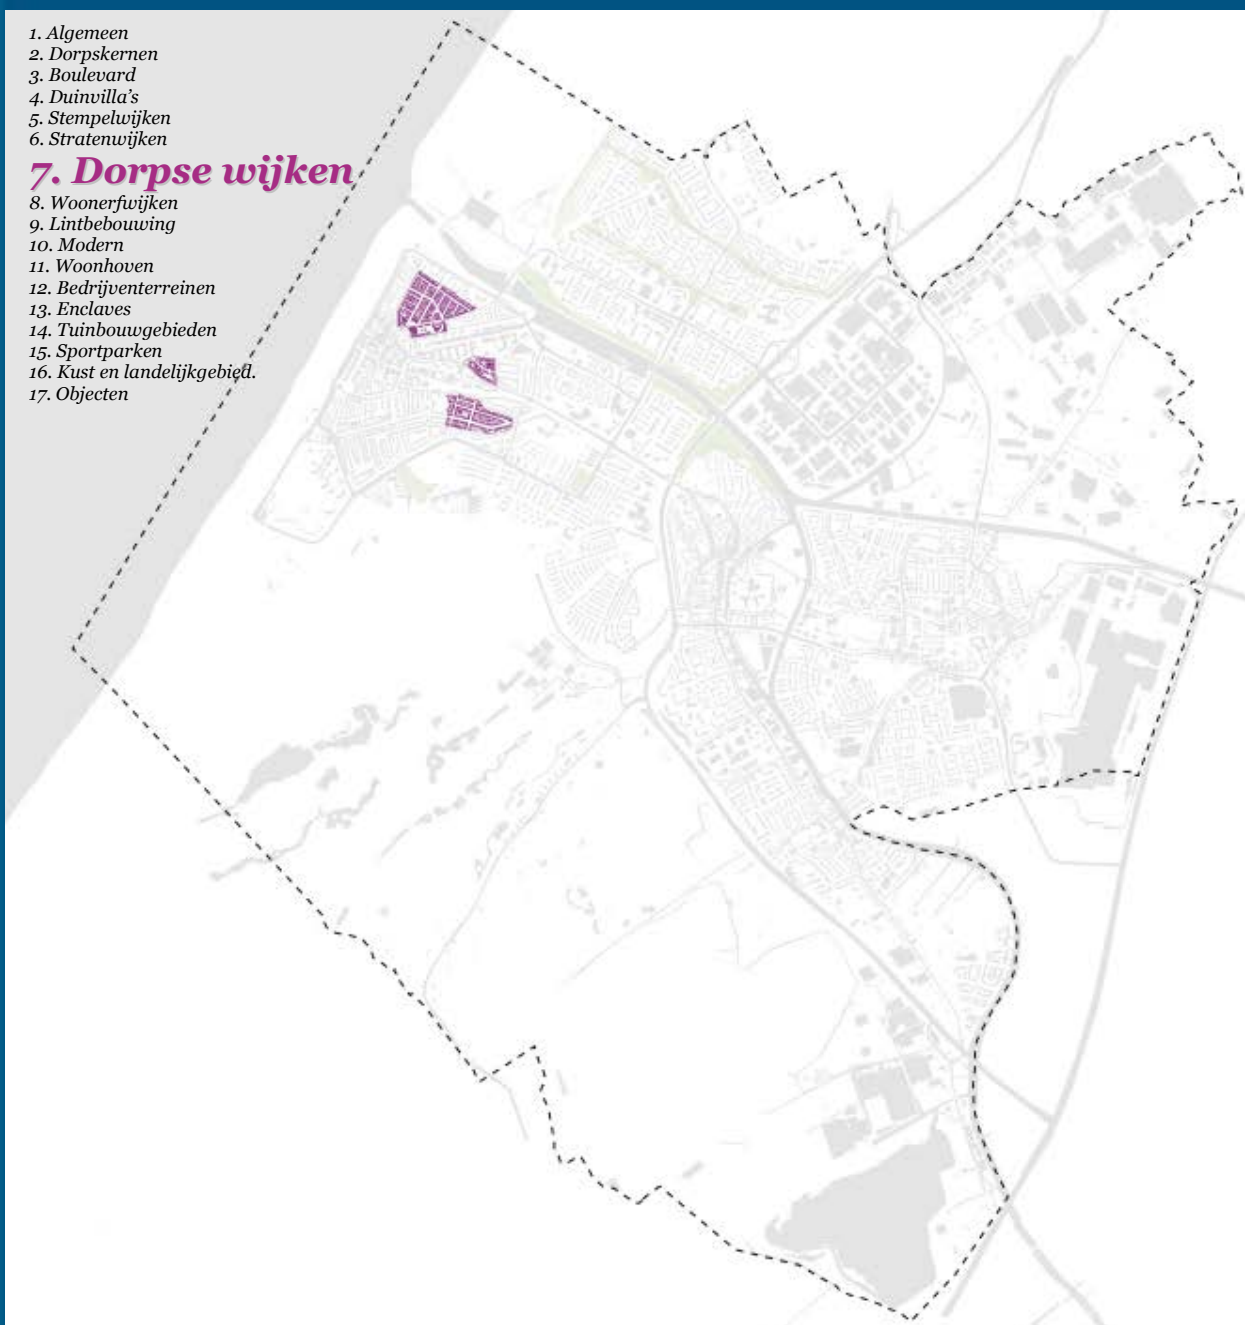 1. Algemeen
2. Dorpskernen
3. Boulevard
4. Duinvilla's
5. Stempelwijken
6. Stratenwijken
7. Dorpse wijken
8. Woonerfwijken
9. Lintbebouwing
10. Modern
11. Woonhoven
12. Bedrijventerreinen
13. Enclaves
14. Tuinbouwgebieden
15. Sportparken
16. Kust en landelijkgebied.
17. Objecten